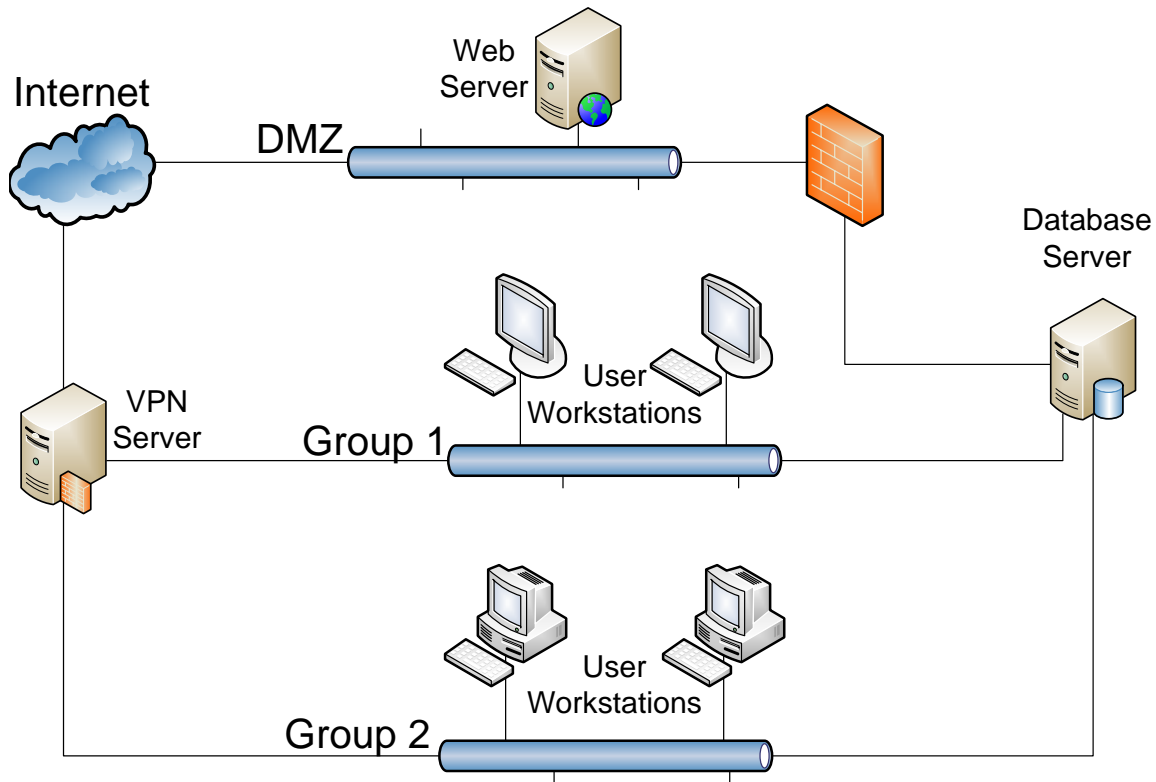 Web
Server
Internet
DMZ
Database
Server
User
Workstations
VPN
Server
Group 1
User
Workstations
Group 2